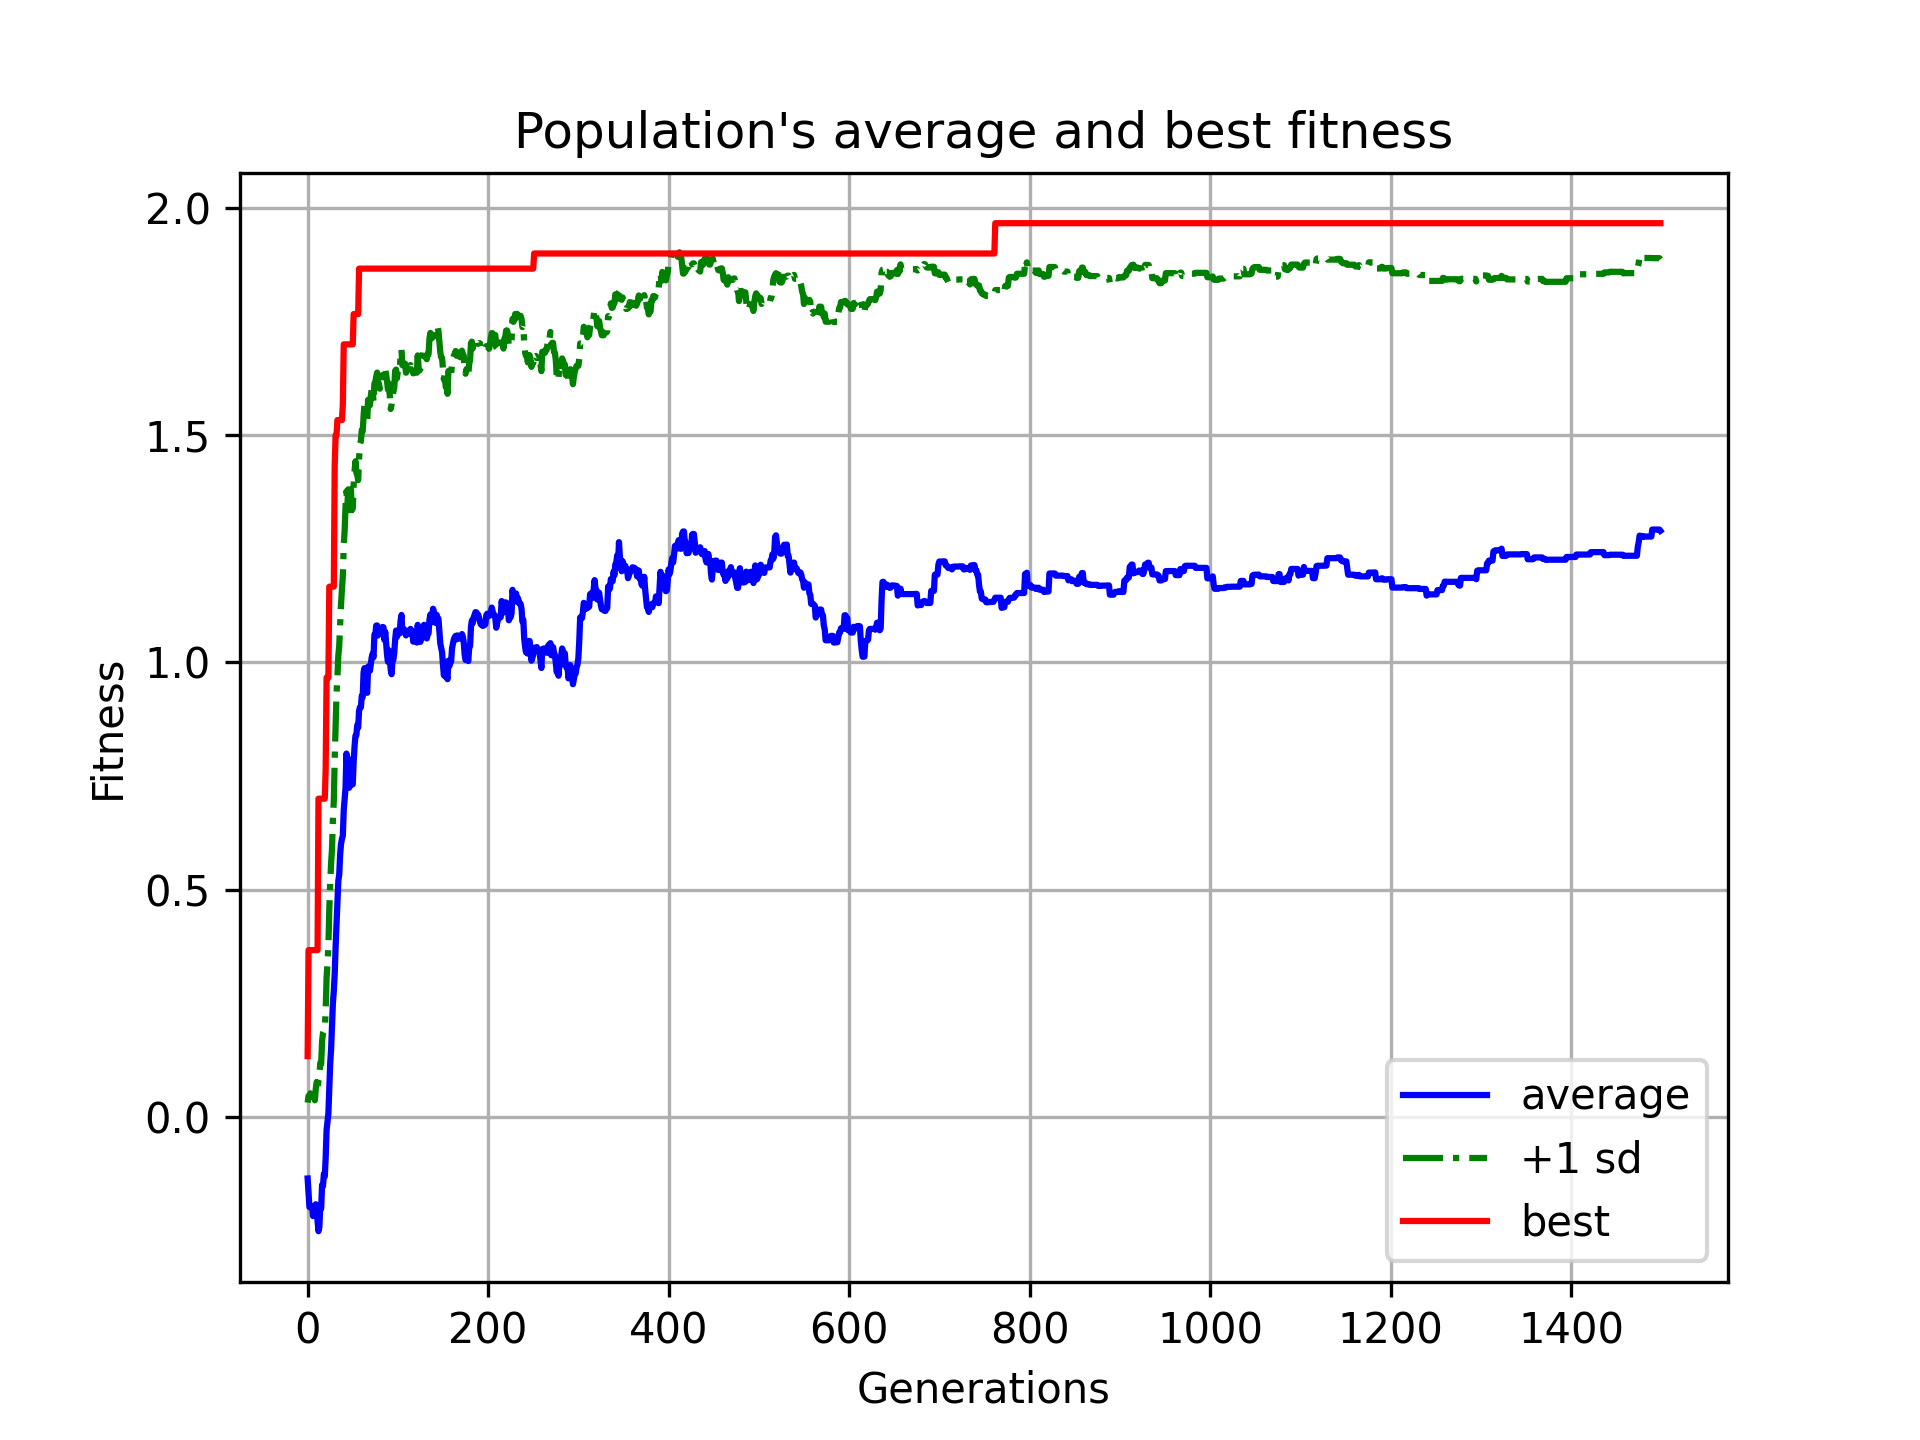 Population's average and best fitness
2.0
1.5
1.0
0.5
0.0
Fitness
0 200 400 600 800 1000 1200 1400
Generations
average
+1 sd
best